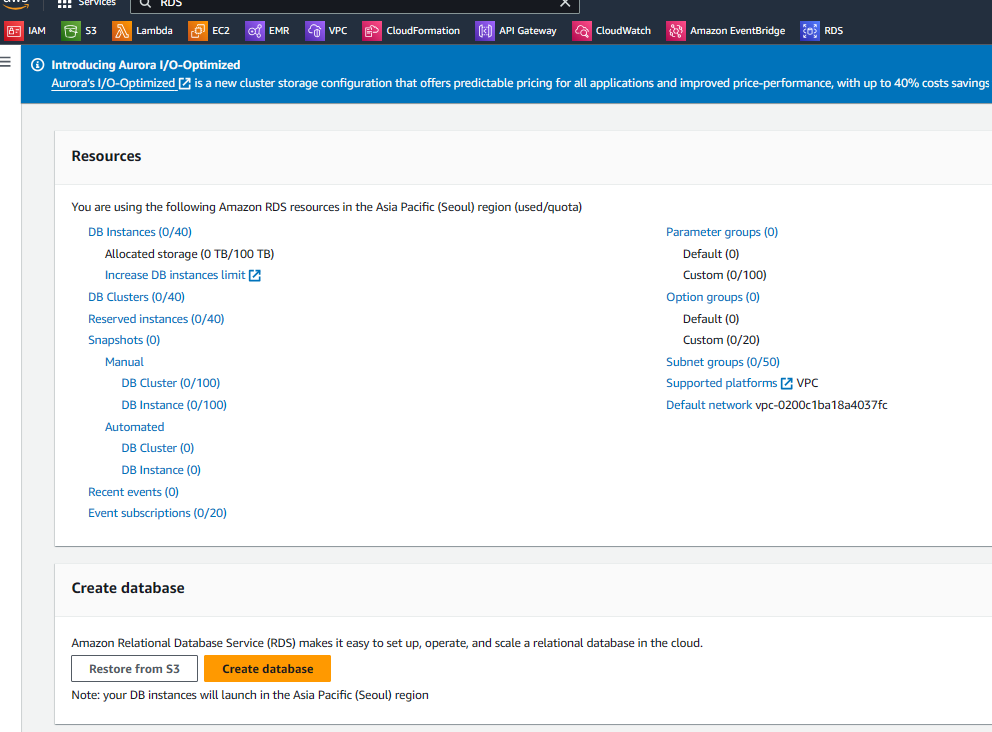 aws
Services
RDS
IAM
S3
Lambda
EC2
EMR
VPC
CloudFormation
API Gateway
CloudWatch
Amazon EventBridge
RDS
Introducing Aurora I/O-Optimized
Aurora's I/O-Optimized is a new cluster storage configuration that offers predictable pricing for all applications and improved price-performance, with up to 40% costs savings
Resources
You are using the following Amazon RDS resources in the Asia Pacific (Seoul) region (used/quota)
DB Instances (0/40)
Allocated storage (0 TB/100 TB)
Increase DB instances limit
DB Clusters (0/40)
Reserved instances (0/40)
Snapshots (0)
Manual
DB Cluster (0/100)
DB Instance (0/100)
Automated
DB Cluster (0)
DB Instance (0)
Recent events (0)
Event subscriptions (0/20)
Parameter groups (0)
Default (0)
Custom (0/100)
Option groups (0)
Default (0)
Custom (0/20)
Subnet groups (0/50)
Supported platforms VPC
Default network vpc-0200c1ba18a4037fc
Create database
Amazon Relational Database Service (RDS) makes it easy to set up, operate, and scale a relational database in the cloud.
Restore from S3
Create database
Note: your DB instances will launch in the Asia Pacific (Seoul) region